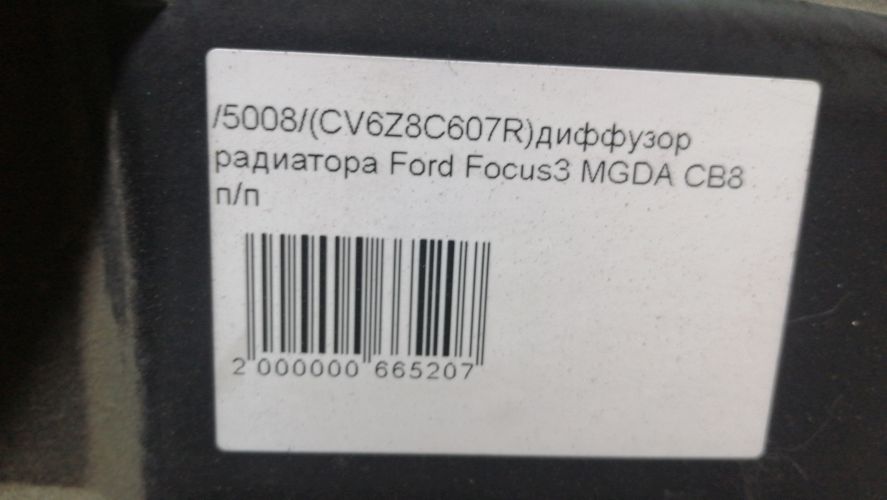 /5008/(CV6Z8C607R)диффузор
радиатора Ford Focus3 MGDA CB8
п/п
2 000000 665207